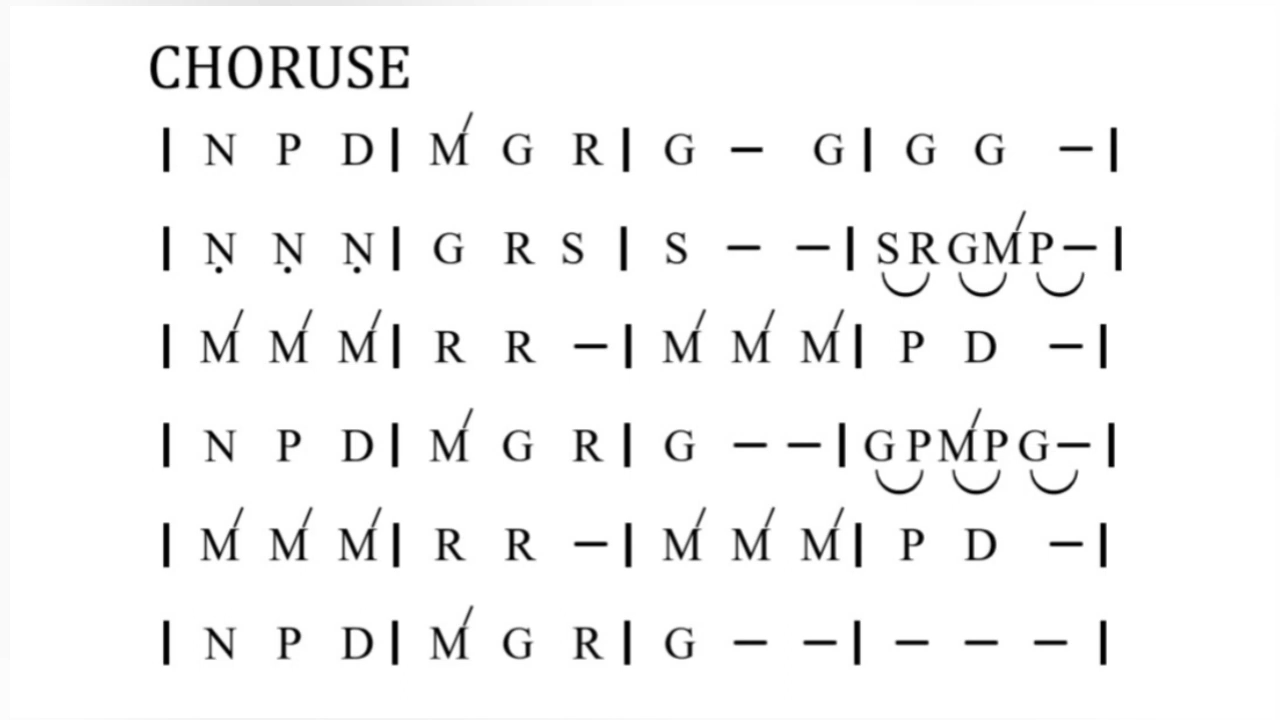 CHORUSE
| N P D | M̸ G R | G – G | G G – |
| Ṇ Ṇ Ṇ | G R S | S – – | S R G M̸ P – |
| M̸ M̸ M̸ | R R – | M̸ M̸ M̸ | P D – |
| N P D | M̸ G R | G – – | G P M̸ P G – |
| M̸ M̸ M̸ | R R – | M̸ M̸ M̸ | P D – |
| N P D | M̸ G R | G – – | – – – |